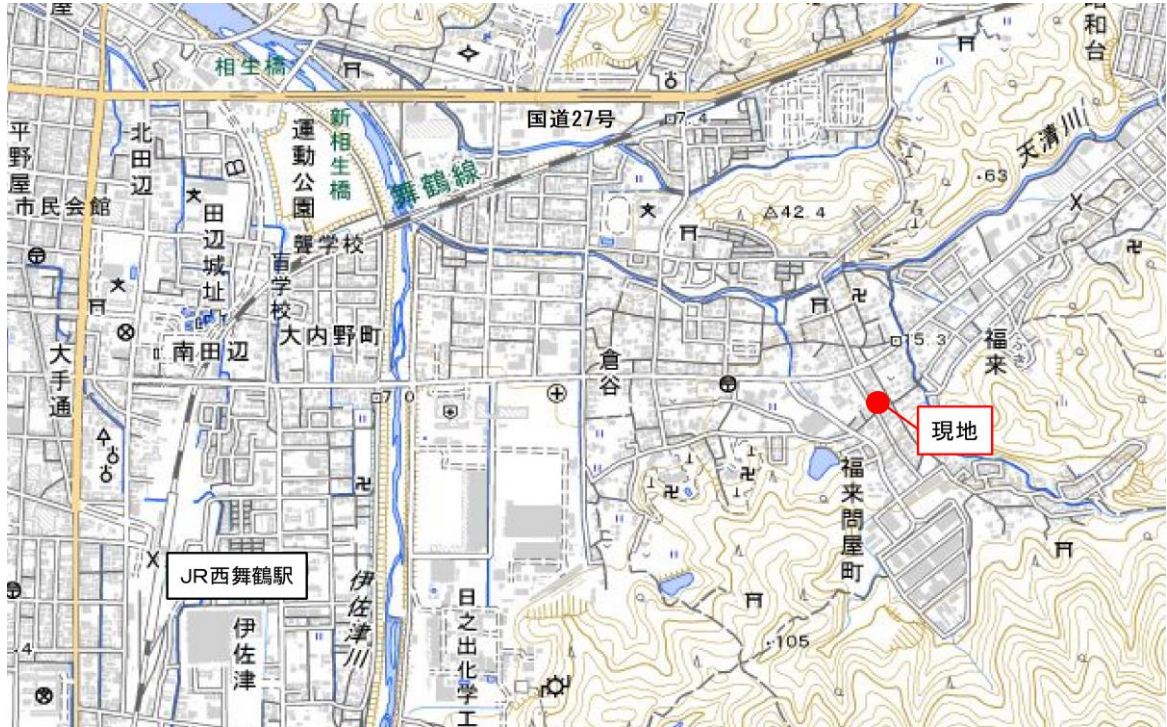 屋
相生橋
国道27号
7.4
昭和台
平野屋
北田辺
運動公園
新相生橋
舞鶴線
天清川
・63
市民会館
田辺城址
聾学校
盲学校
△42.4
大手通
南田辺
大内野町
倉谷
15.3
福来
7.0
現地
福来問屋町
JR西舞鶴駅
伊佐津
伊佐津川
日之出化学工
・105
.4